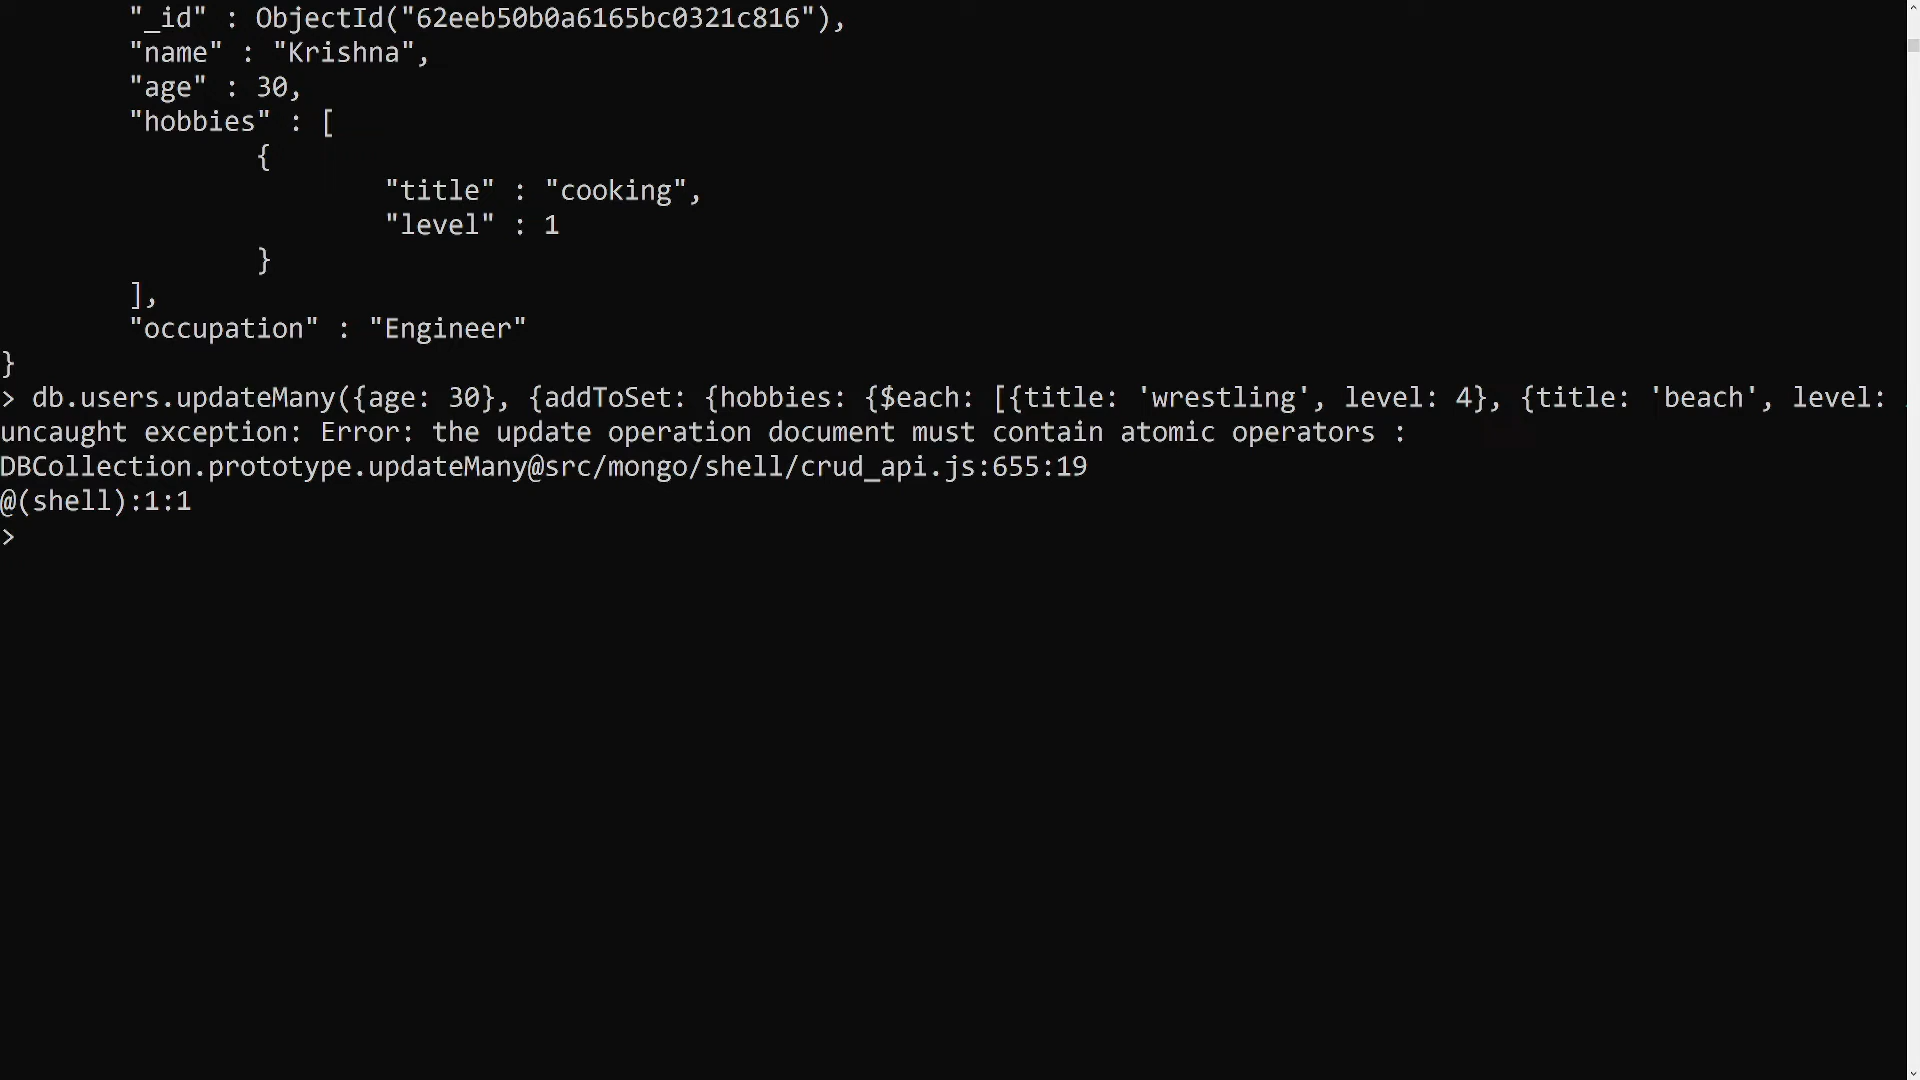 "_id" : ObjectId("62eeb50b0a6165bc0321c816"),
"name" : "Krishna",
"age" : 30,
"hobbies" : [
{
"title" : "cooking",
"level" : 1
}
],
"occupation" : "Engineer"
}
> db.users.updateMany({age: 30}, {addToSet: {hobbies: {$each: [{title: 'wrestling', level: 4}, {title: 'beach', level:
uncaught exception: Error: the update operation document must contain atomic operators :
DBCollection.prototype.updateMany@src/mongo/shell/crud_api.js:655:19
@(shell):1:1
>